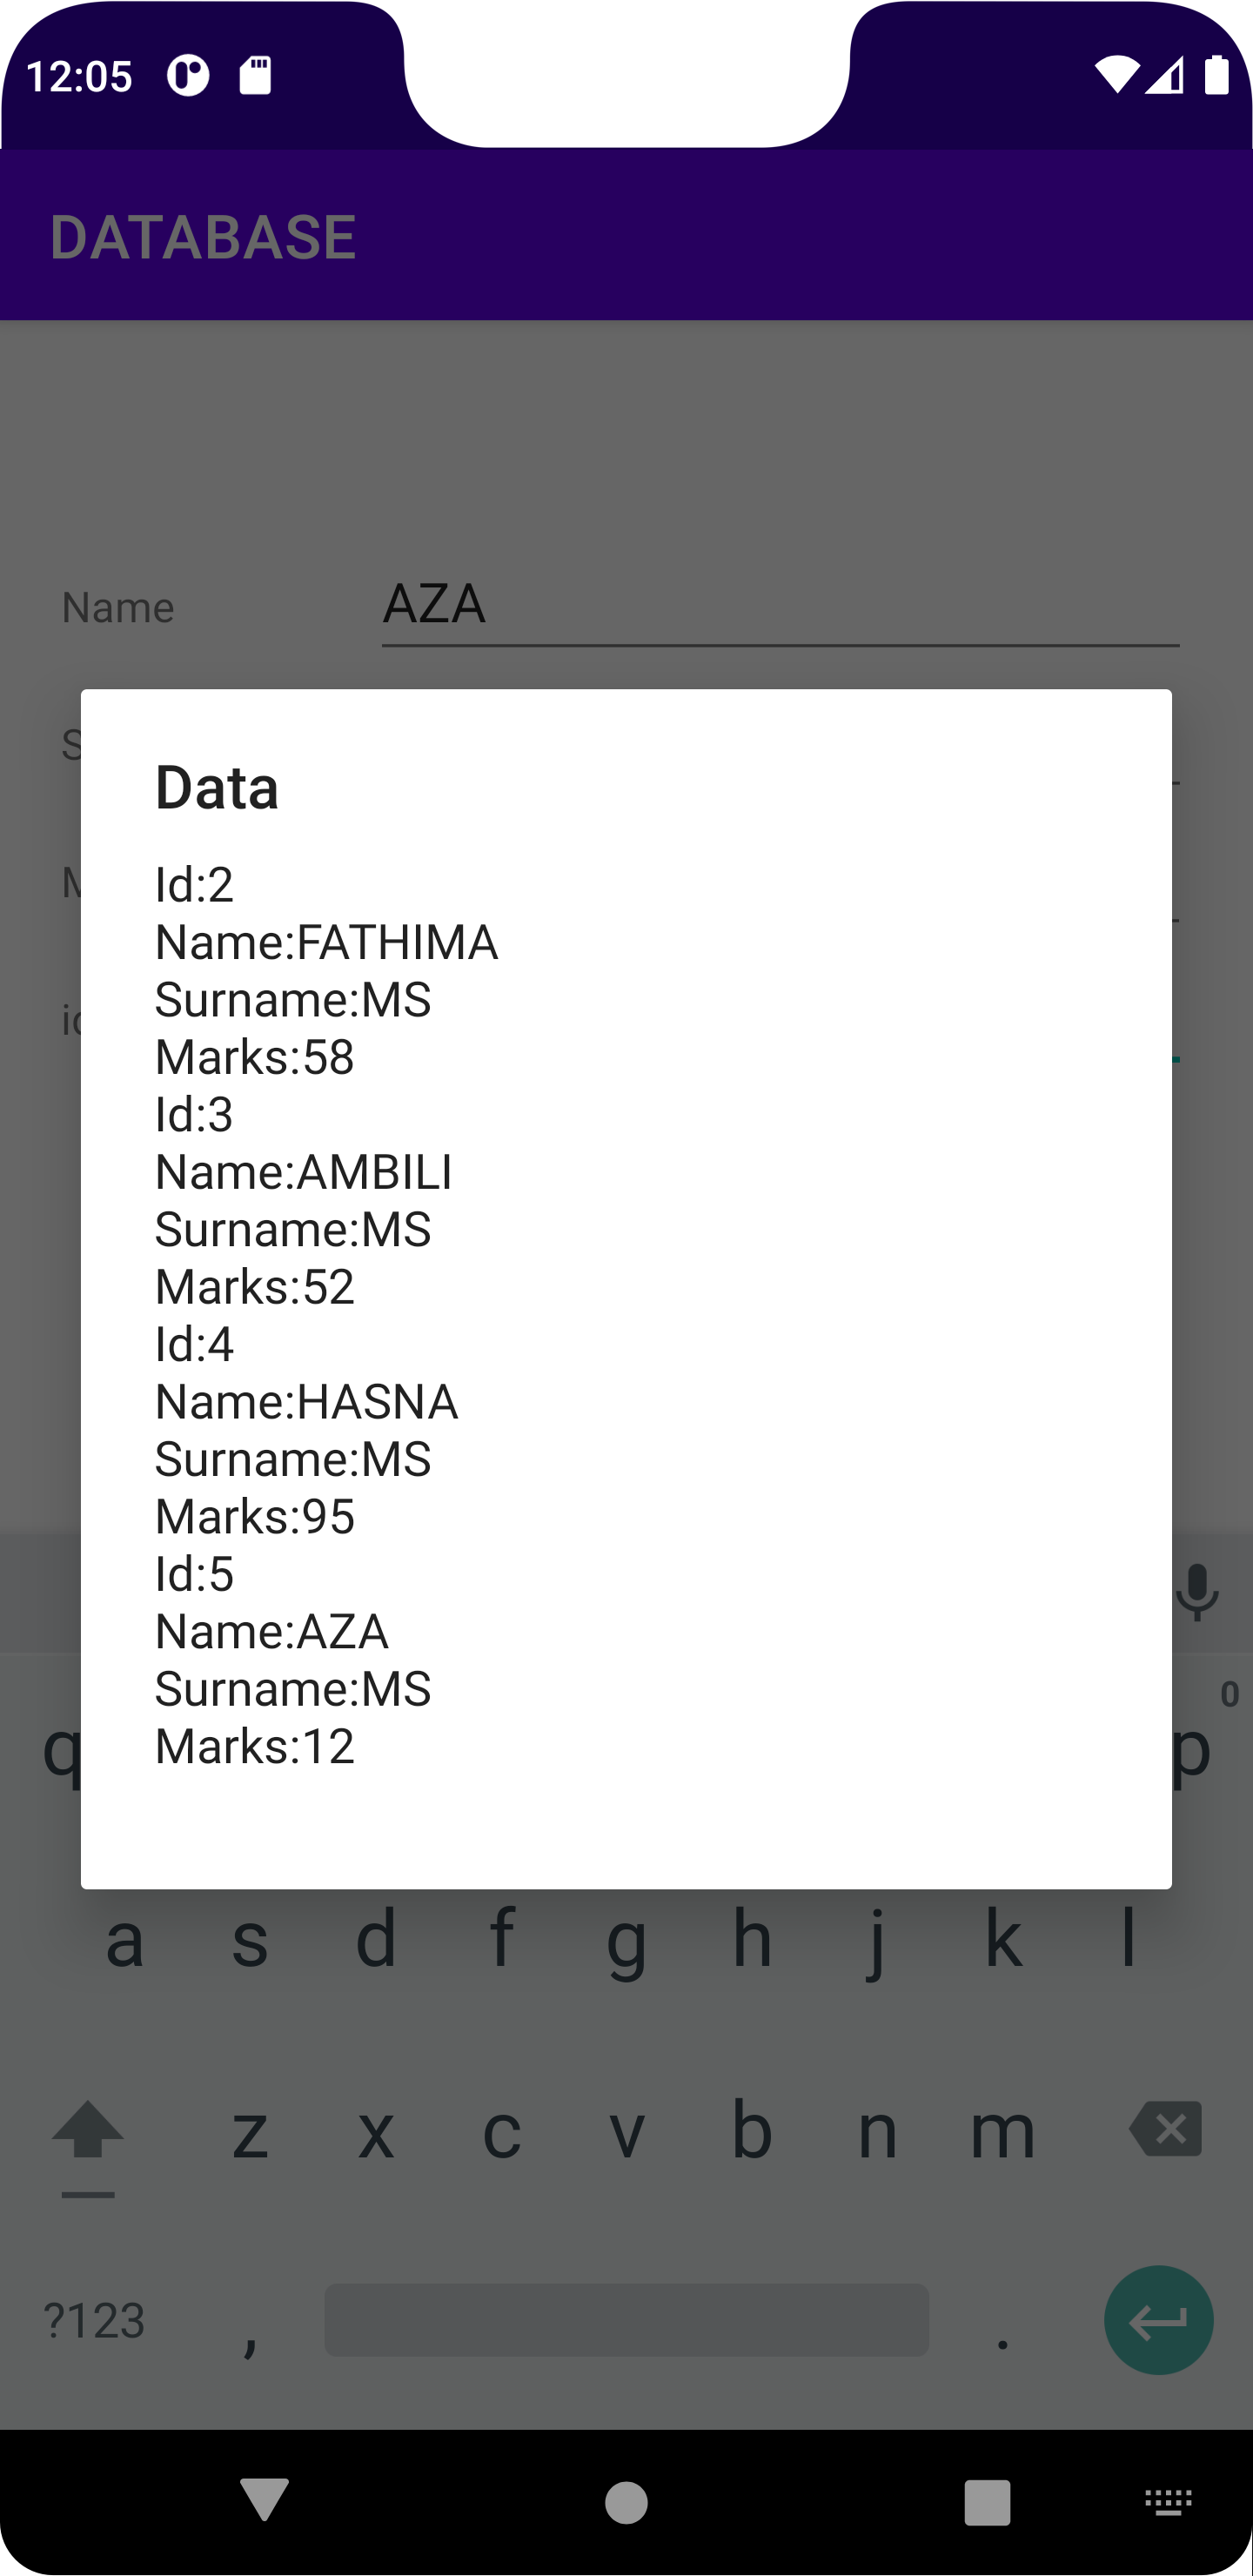 12:05
DATABASE
Name AZA
Data
Id:2
Name:FATHIMA
Surname:MS
Marks:58
Id:3
Name:AMBILI
Surname:MS
Marks:52
Id:4
Name:HASNA
Surname:MS
Marks:95
Id:5
Name:AZA
Surname:MS
Marks:12
0
q p
a s d f g h j k l
z x c v b n m
?123 , .